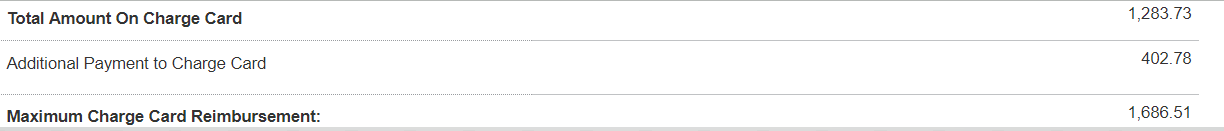 Total Amount On Charge Card 1,283.73
Additional Payment to Charge Card 402.78
Maximum Charge Card Reimbursement: 1,686.51